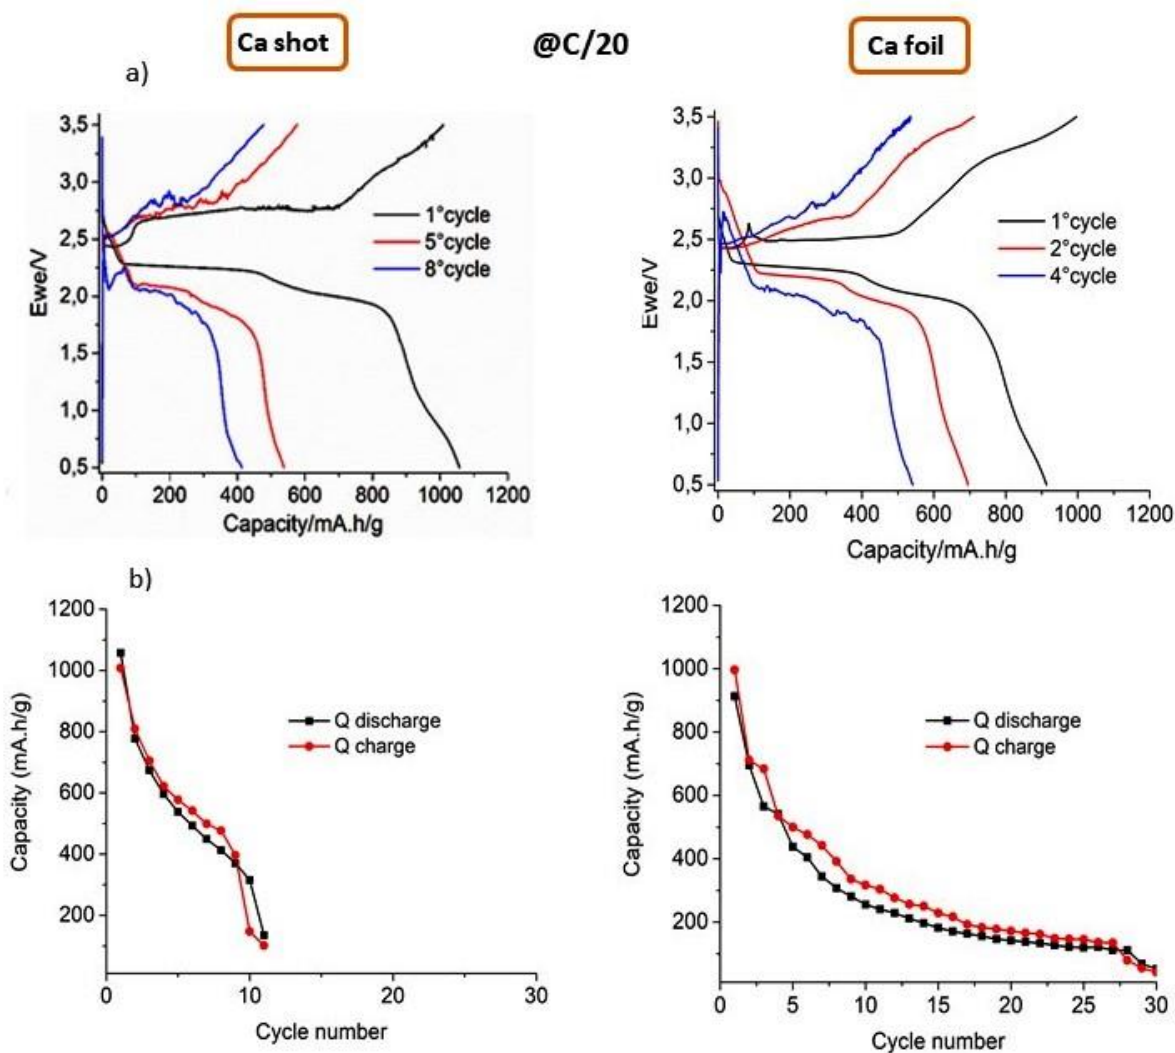 Ca shot
@C/20
Ca foil
a)
3,5
3,0
2,5
2,0
1,5
1,0
0,5
Ewe/V
1°cycle
5°cycle
8°cycle
0 200 400 600 800 1000 1200
Capacity/mA.h/g
3,5
3,0
2,5
2,0
1,5
1,0
0,5
Ewe/V
1°cycle
2°cycle
4°cycle
0 200 400 600 800 1000 1200
Capacity/mA.h/g
b)
1200
1000
800
600
400
200
Capacity (mA.h/g)
Q discharge
Q charge
0 10 20 30
Cycle number
1200
1000
800
600
400
200
Capacity (mA.h/g)
Q discharge
Q charge
0 5 10 15 20 25 30
Cycle number